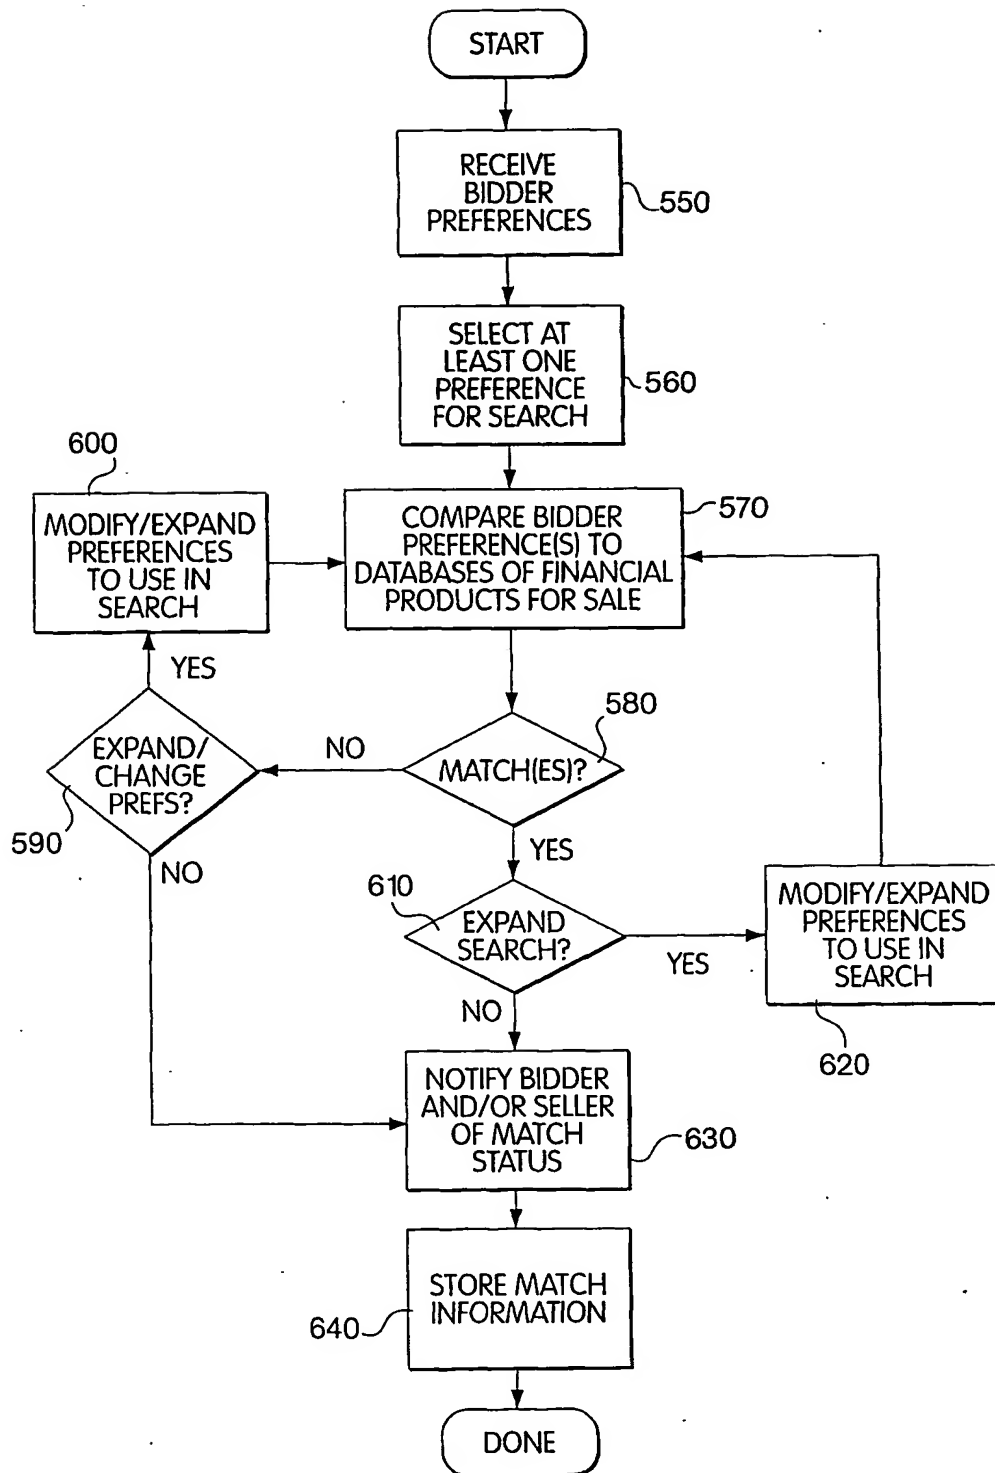 START
RECEIVE
BIDDER
PREFERENCES
550
SELECT AT
LEAST ONE
PREFERENCE
FOR SEARCH
560
600
MODIFY/EXPAND
PREFERENCES
TO USE IN
SEARCH
COMPARE BIDDER
PREFERENCE(S) TO
DATABASES OF FINANCIAL
PRODUCTS FOR SALE
570
YES
580
MATCH(ES)?
NO
EXPAND/
CHANGE
PREFS?
590
NO
YES
610
EXPAND
SEARCH?
YES
MODIFY/EXPAND
PREFERENCES
TO USE IN
SEARCH
620
NO
NOTIFY BIDDER
AND/OR SELLER
OF MATCH
STATUS
630
STORE MATCH
INFORMATION
640
DONE